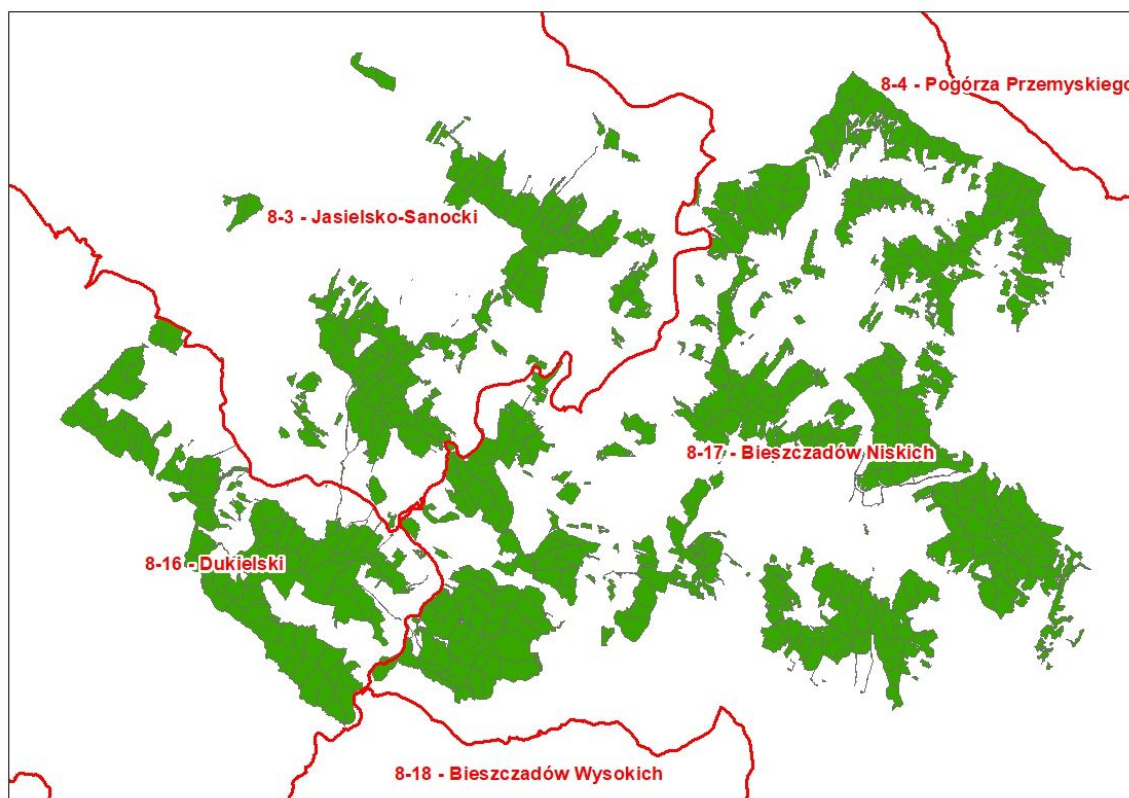 8-4 - Pogórza Przemyskiego
8-3 - Jasielsko-Sanocki
8-17 - Bieszczadów Niskich
8-16 - Dukielski
8-18 - Bieszczadów Wysokich